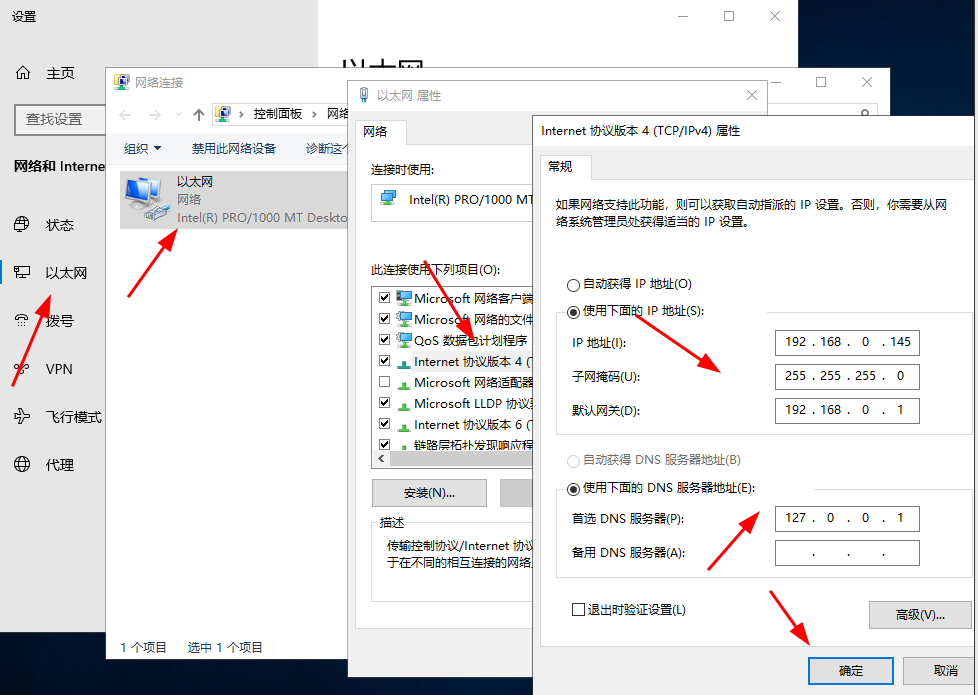 设置
主页
查找设置
网络和 Interne
状态
以太网
拨号
VPN
飞行模式
代理
以太网
网络连接
控制面板
网络
组织
禁用此网络设备
诊断这个
以太网
网络
Intel(R) PRO/1000 MT Deskto
1 个项目
选中 1 个项目
以太网 属性
网络
连接时使用:
Intel(R) PRO/1000 MT
此连接使用下列项目(O):
Microsoft 网络客户端
Microsoft 网络的文件
QoS 数据包计划程序
Internet 协议版本 4 (T
Microsoft 网络适配器
Microsoft LLDP 协议
Internet 协议版本 6 (T
链路层拓扑发现响应程
安装(N)...
描述
传输控制协议/Internet 协议
于在不同的相互连接的网络
Internet 协议版本 4 (TCP/IPv4) 属性
常规
如果网络支持此功能，则可以获取自动指派的 IP 设置。否则，你需要从网
络系统管理员处获得适当的 IP 设置。
自动获得 IP 地址(O)
使用下面的 IP 地址(S):
IP 地址(I):
192 . 168 . 0 . 145
子网掩码(U):
255 . 255 . 255 . 0
默认网关(D):
192 . 168 . 0 . 1
自动获得 DNS 服务器地址(B)
使用下面的 DNS 服务器地址(E):
首选 DNS 服务器(P):
127 . 0 . 0 . 1
备用 DNS 服务器(A):
. . .
退出时验证设置(L)
高级(V)...
确定
取消